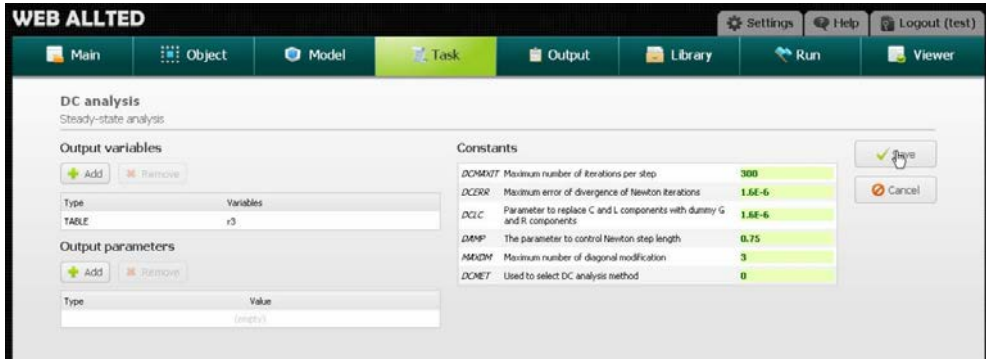 WEB ALLTED
Settings Help Logout (test)
Main Object Model Task Output Library Run Viewer
DC analysis
Steady-state analysis
Output variables
Add Remove
Type Variables
TABLE r3
Output parameters
Add Remove
Type Value
(empty)
Constants
DCMAXIT Maximum number of iterations per step 300
DCERR Maximum error of divergence of Newton iterations 1.6E-6
DCLC Parameter to replace C and L components with dummy G
and R components 1.6E-6
DAMP The parameter to control Newton step length 0.75
MAXDM Maximum number of diagonal modification 3
DCMET Used to select DC analysis method 0
Save
Cancel